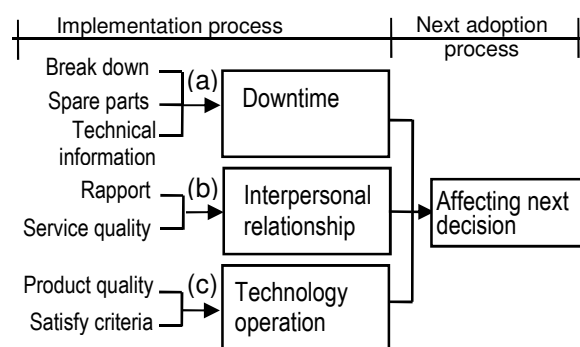 Implementation process
Next adoption
process
Break down
Spare parts
Technical
information
(a)
Downtime
Rapport
Service quality
(b)
Interpersonal
relationship
Affecting next
decision
Product quality
Satisfy criteria
(c)
Technology
operation